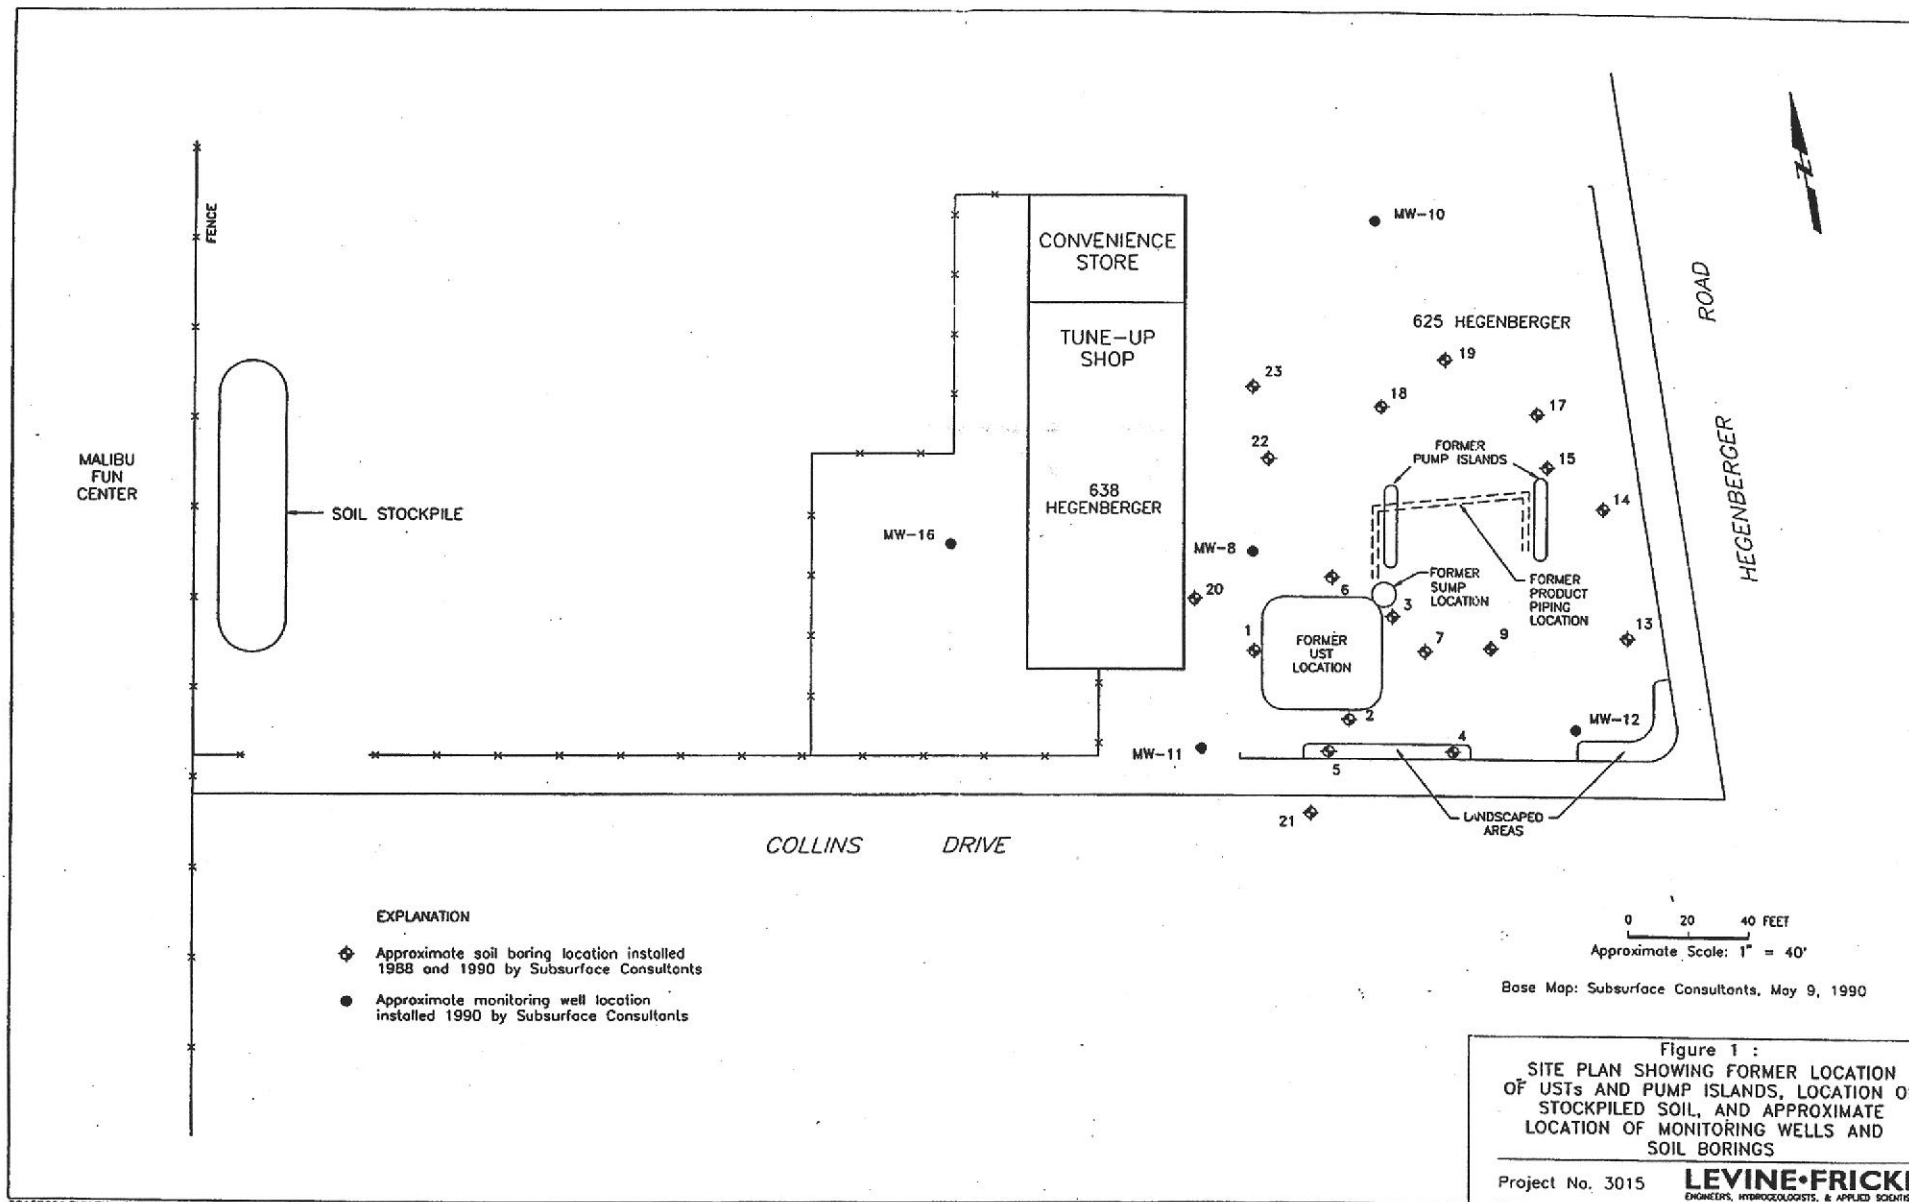 MW-10
FENCE
CONVENIENCE
STORE
ROAD
625 HEGENBERGER
TUNE-UP
SHOP
19
23
18
17
HEGENBERGER
22
FORMER
PUMP ISLANDS
15
MALIBU
FUN
CENTER
638
HEGENBERGER
14
SOIL STOCKPILE
MW-16
MW-8
6
FORMER
SUMP
LOCATION
FORMER
PRODUCT
PIPING
LOCATION
20
3
1
FORMER
UST
LOCATION
7
9
13
2
MW-12
MW-11
5
4
21
LANDSCAPED
AREAS
COLLINS DRIVE
EXPLANATION
Approximate soil boring location installed
1988 and 1990 by Subsurface Consultants
Approximate monitoring well location
installed 1990 by Subsurface Consultants
N
0 20 40 FEET
Approximate Scale: 1" = 40'
Base Map: Subsurface Consultants, May 9, 1990
Figure 1 :
SITE PLAN SHOWING FORMER LOCATION
OF USTs AND PUMP ISLANDS, LOCATION O
STOCKPILED SOIL, AND APPROXIMATE
LOCATION OF MONITORING WELLS AND
SOIL BORINGS
Project No. 3015
LEVINE•FRICKE
ENGINEERS, HYDROGEOLOGISTS, & APPLIED SCIENTIS